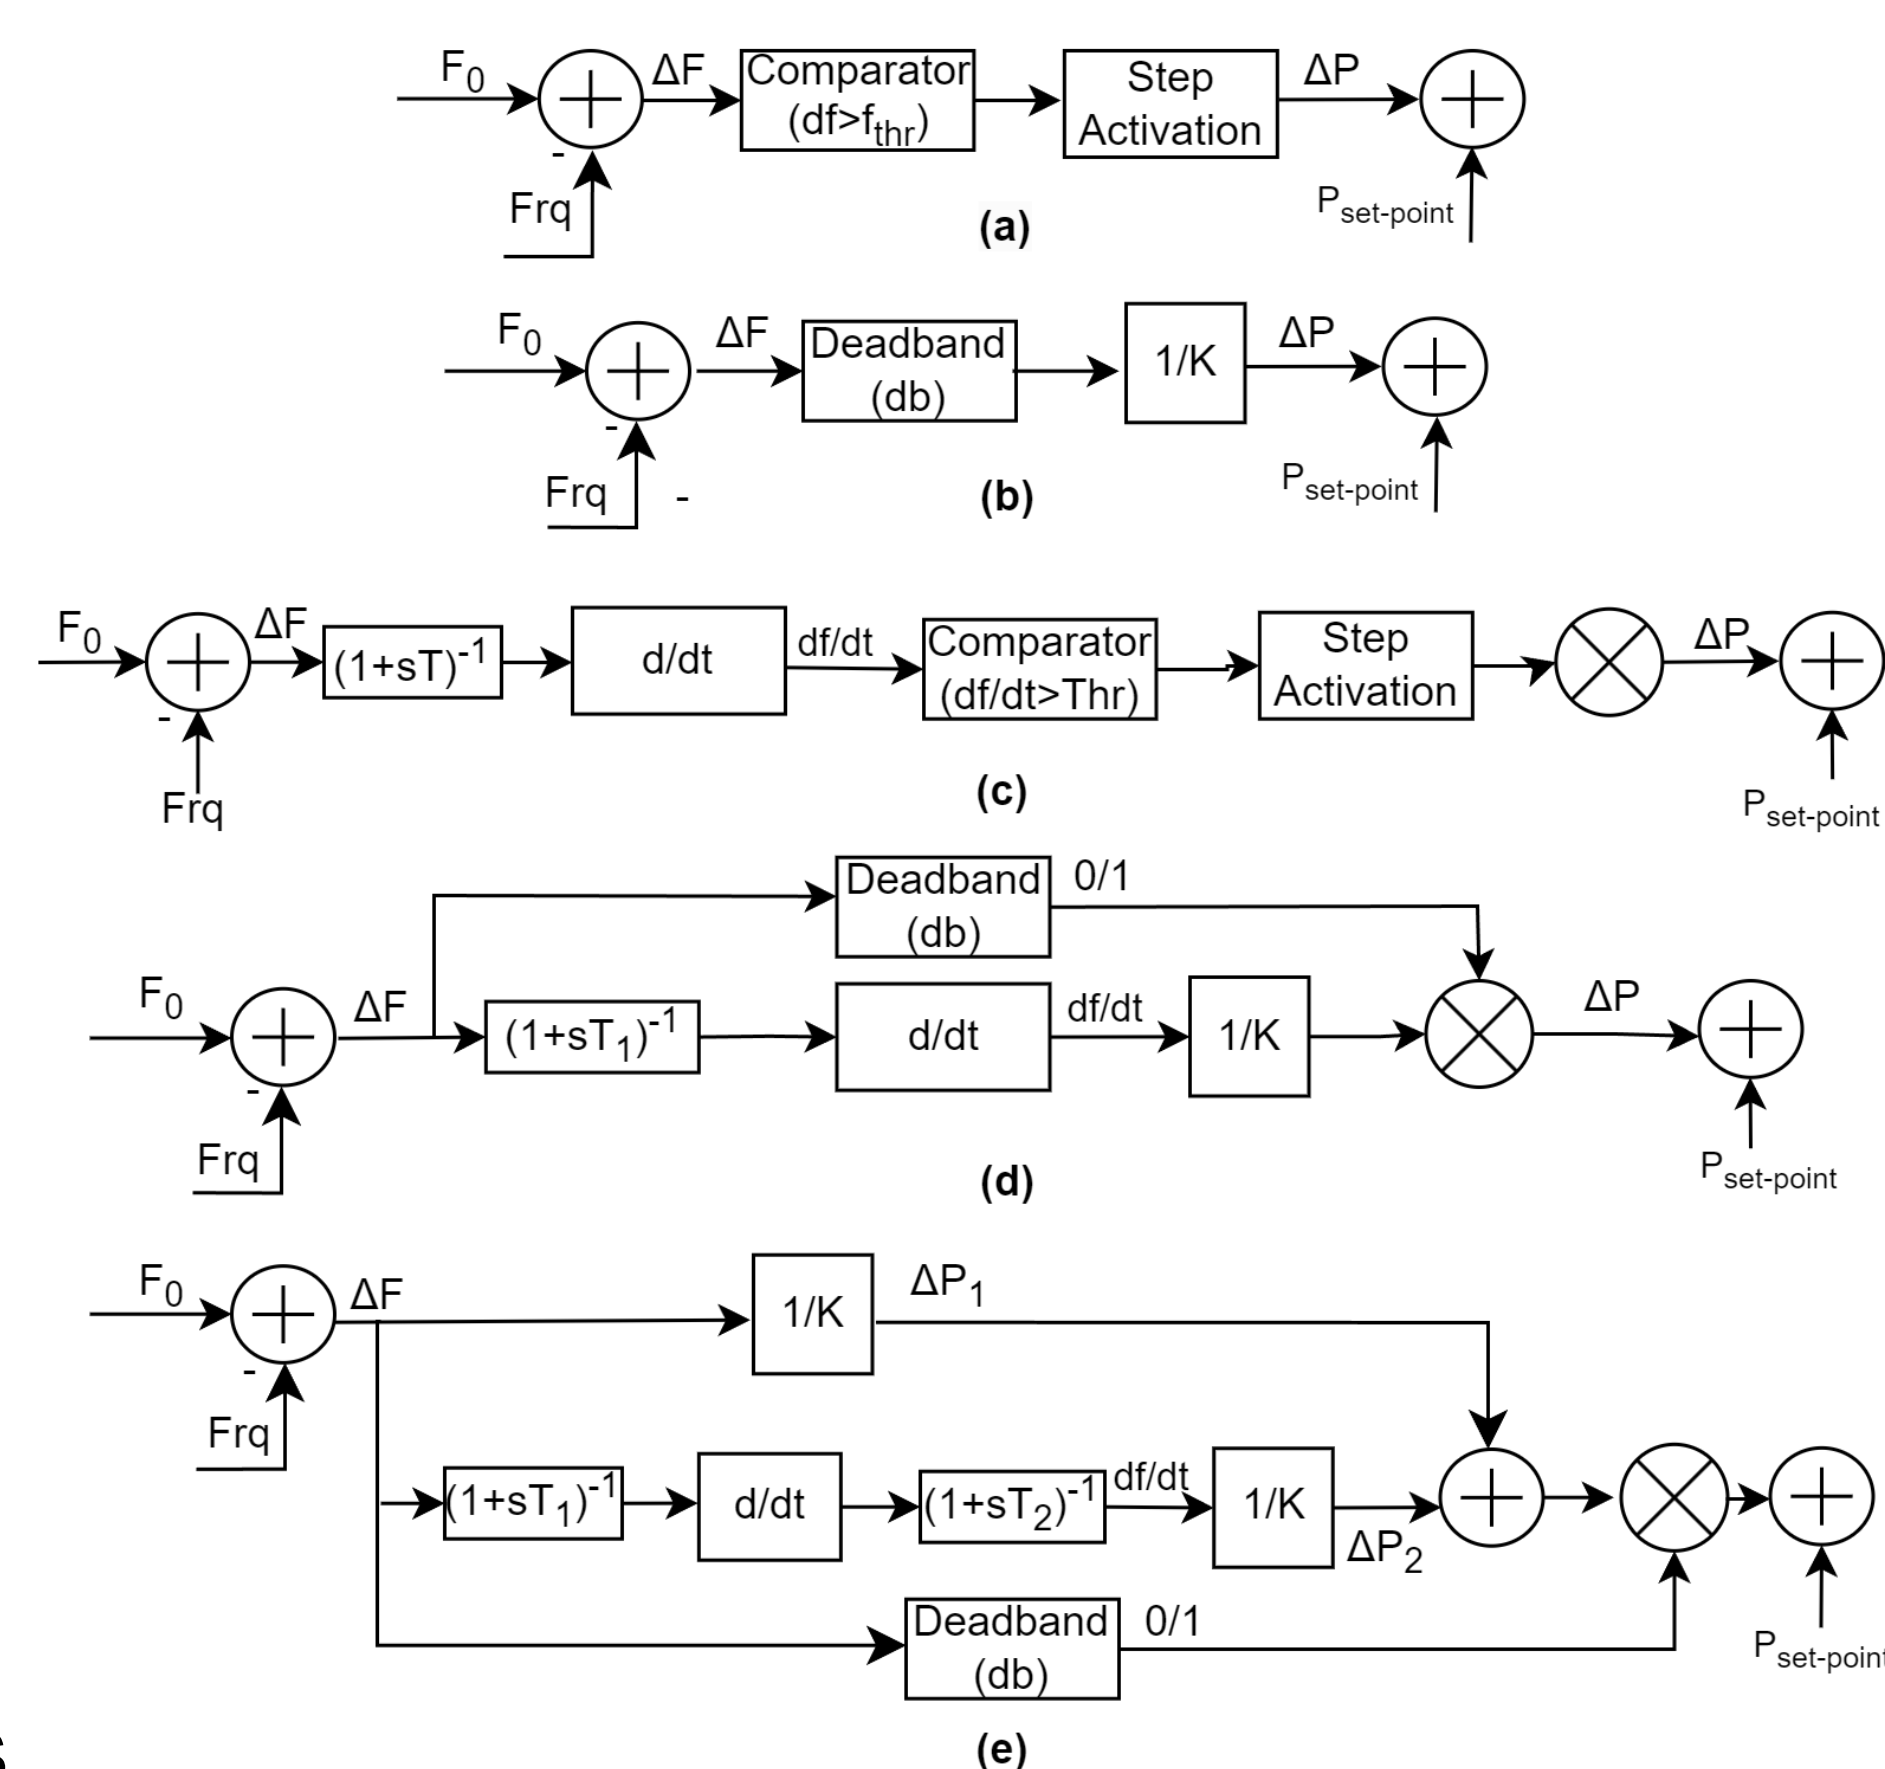 F0
ΔF
Comparator
(df>fthr)
Step
Activation
ΔP
-
Frq
Pset-point
(a)
F0
ΔF
Deadband
(db)
1/K
ΔP
-
Frq
-
Pset-point
(b)
F0
ΔF
(1+sT)-1
d/dt
df/dt
Comparator
(df/dt>Thr)
Step
Activation
ΔP
-
Frq
Pset-point
(c)
Deadband
(db)
0/1
F0
ΔF
(1+sT1)-1
d/dt
df/dt
1/K
ΔP
-
Frq
Pset-point
(d)
F0
ΔF
1/K
ΔP1
-
Frq
(1+sT1)-1
d/dt
(1+sT2)-1
df/dt
1/K
ΔP2
Deadband
(db)
0/1
Pset-point
(e)